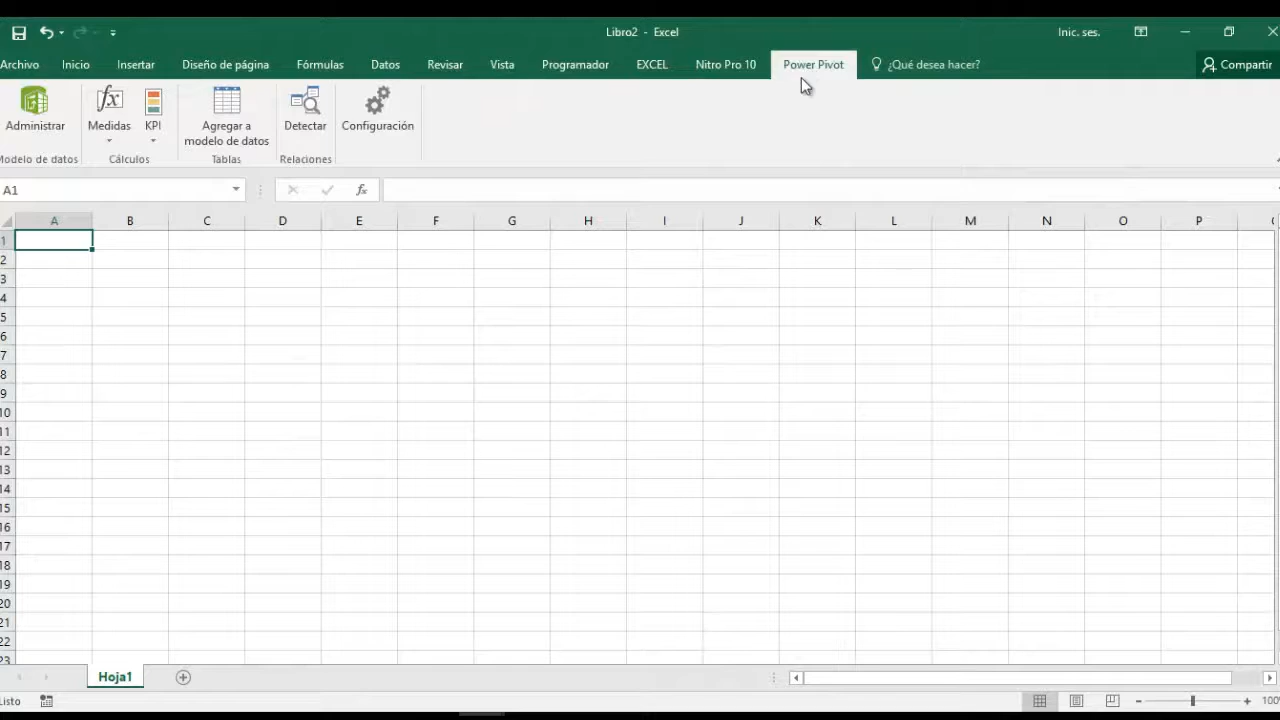 Libro2 - Excel
Inic. ses.
Archivo Inicio Insertar Diseño de página Fórmulas Datos Revisar Vista Programador EXCEL Nitro Pro 10 Power Pivot ¿Qué desea hacer? Compartir
Administrar Medidas KPI Agregar a modelo de datos Detectar Configuración
Modelo de datos Cálculos Tablas Relaciones
A1 fx
A B C D E F G H I J K L M N O P
1
2
3
4
5
6
7
8
9
10
11
12
13
14
15
16
17
18
19
20
21
22
23
Hoja1
Listo 100%